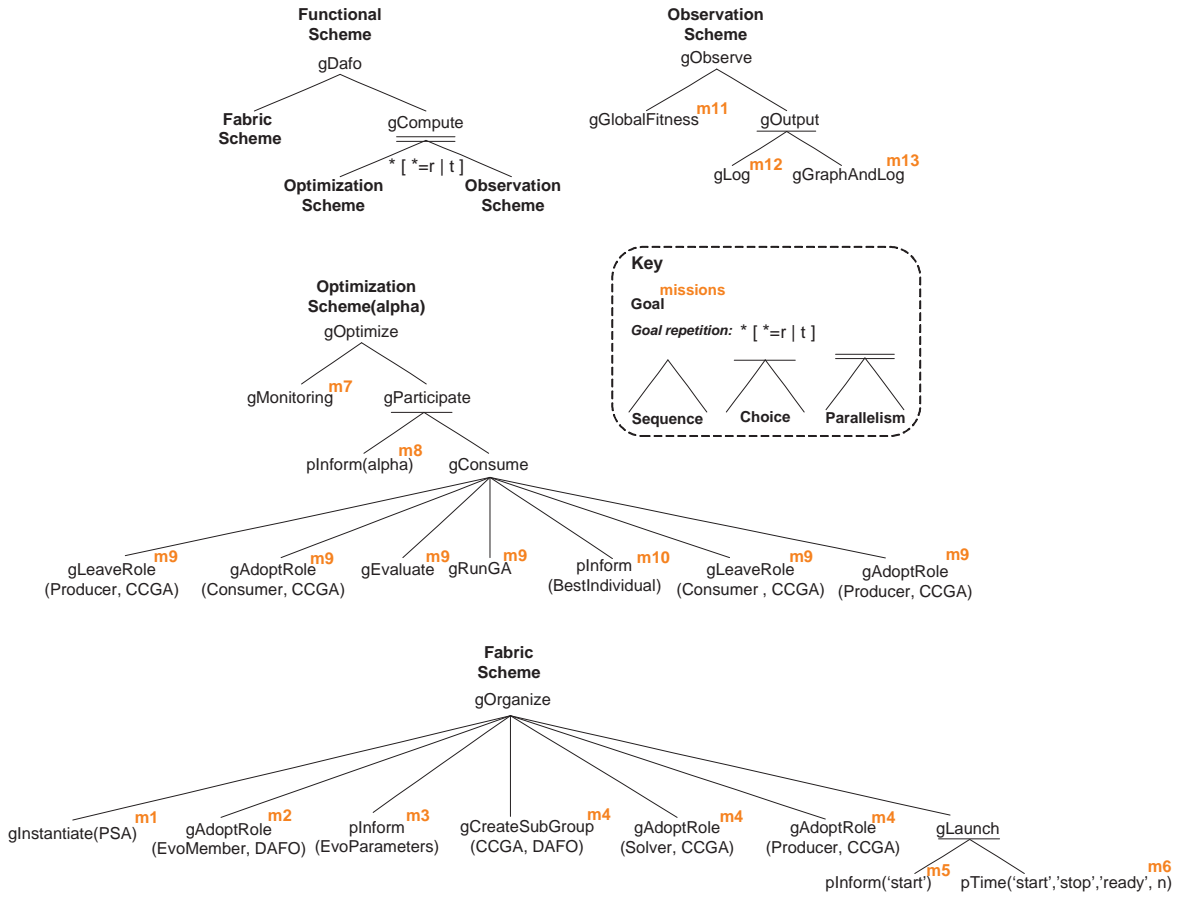 Functional
Scheme
gDafo
Fabric
Scheme
gCompute
* [ *=r | t ]
Optimization
Scheme
Observation
Scheme
Observation
Scheme
gObserve
gGlobalFitness m11
gOutput
gLog m12
gGraphAndLog m13
Key
missions
Goal
Goal repetition: * [ *=r | t ]
Sequence
Choice
Parallelism
Optimization
Scheme(alpha)
gOptimize
gMonitoring m7
gParticipate
pInform(alpha) m8
gConsume
gLeaveRole m9
(Producer, CCGA)
gAdoptRole m9
(Consumer, CCGA)
gEvaluate m9
gRunGA m9
pInform m10
(BestIndividual)
gLeaveRole m9
(Consumer , CCGA)
gAdoptRole m9
(Producer, CCGA)
Fabric
Scheme
gOrganize
gInstantiate(PSA) m1
gAdoptRole m2
(EvoMember, DAFO)
pInform m3
(EvoParameters)
gCreateSubGroup m4
(CCGA, DAFO)
gAdoptRole m4
(Solver, CCGA)
gAdoptRole m4
(Producer, CCGA)
gLaunch
pInform(‘start’) m5
pTime(‘start’,’stop’,’ready’, n) m6